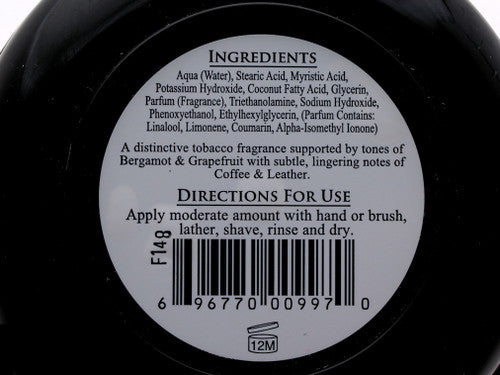 INGREDIENTS
Aqua (Water), Stearic Acid, Myristic Acid,
Potassium Hydroxide, Coconut Fatty Acid, Glycerin,
Parfum (Fragrance), Triethanolamine, Sodium Hydroxide,
Phenoxyethanol, Ethylhexylglycerin, (Parfum Contains:
Linalool, Limonene, Coumarin, Alpha-Isomethyl Ionone)
A distinctive tobacco fragrance supported by tones of
Bergamot & Grapefruit with subtle, lingering notes of
Coffee & Leather.
DIRECTIONS FOR USE
Apply moderate amount with hand or brush,
lather, shave, rinse and dry.
F148
6 96770 00997 0
12M